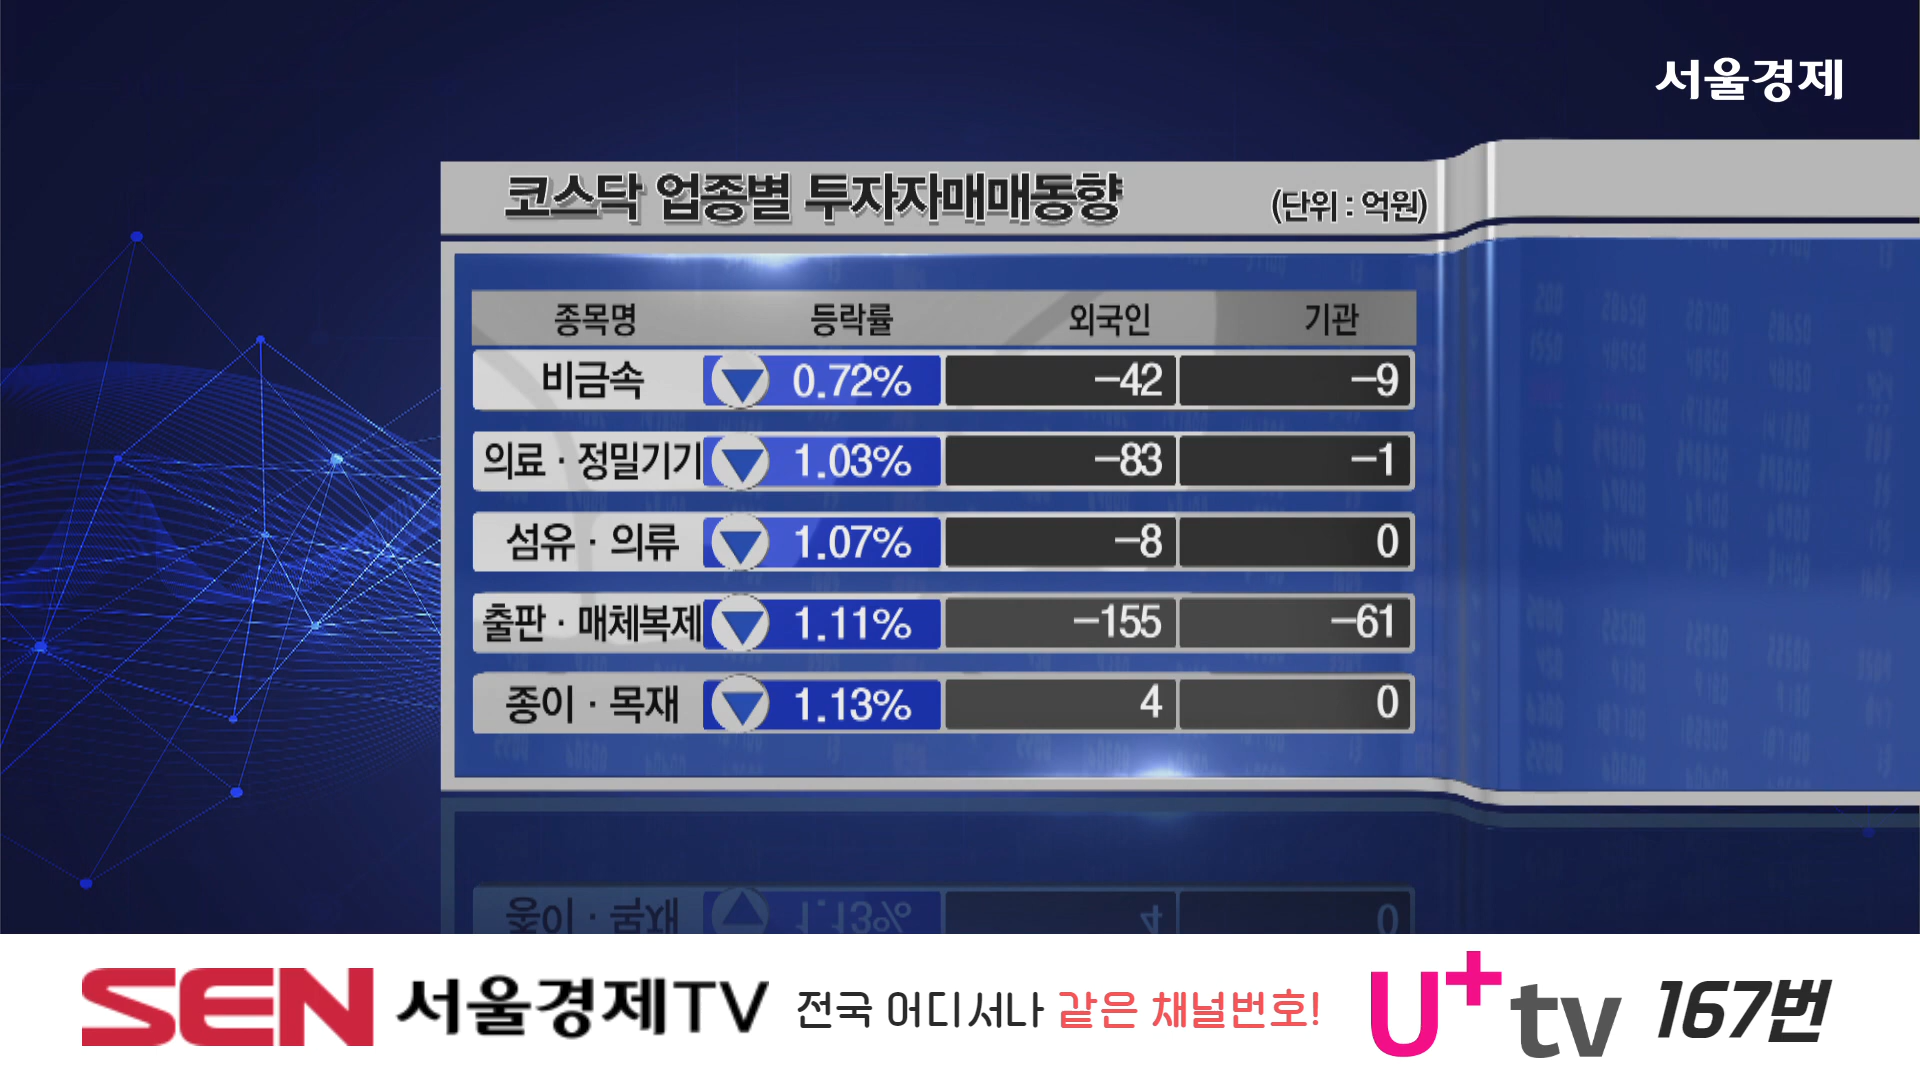 서울경제
코스닥 업종별 투자자매매동향 (단위 : 억원)
종목명 등락률 외국인 기관
비금속 ▼ 0.72% -42 -9
의료 · 정밀기기 ▼ 1.03% -83 -1
섬유 · 의류 ▼ 1.07% -8 0
출판 · 매체복제 ▼ 1.11% -155 -61
종이 · 목재 ▼ 1.13% 4 0
SEN 서울경제TV 전국 어디서나 같은 채널번호! U+tv 167번